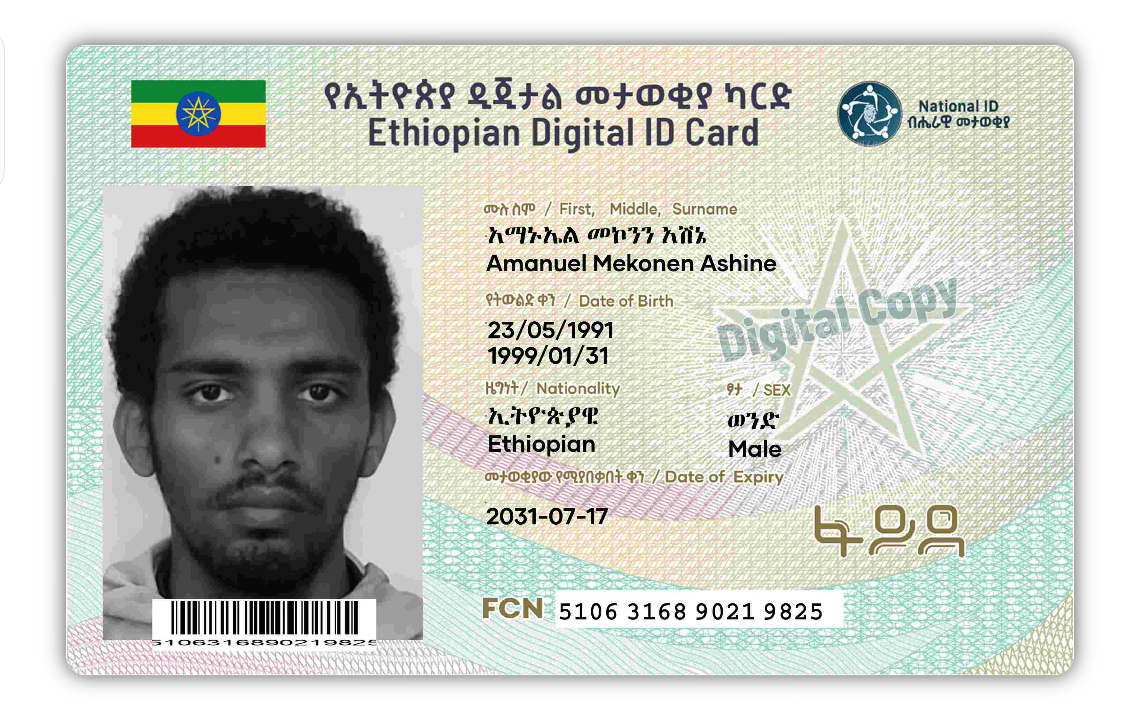 የኢትዮጵያ ዲጂታል መታወቂያ ካርድ
Ethiopian Digital ID Card
National ID
ብሔራዊ መታወቂያ
ሙሉ ስም / First, Middle, Surname
አማኑኤል መኮንን አሽኔ
Amanuel Mekonen Ashine
የትውልድ ቀን / Date of Birth
23/05/1991
1999/01/31
Digital Copy
ዜግነት / Nationality
ፆታ / SEX
ኢትዮጵያዊ
ወንድ
Ethiopian
Male
መታወቂያው የሚያበቃበት ቀን / Date of Expiry
2031-07-17
ፋይዳ
FCN 5106 3168 9021 9825
5106316890219825